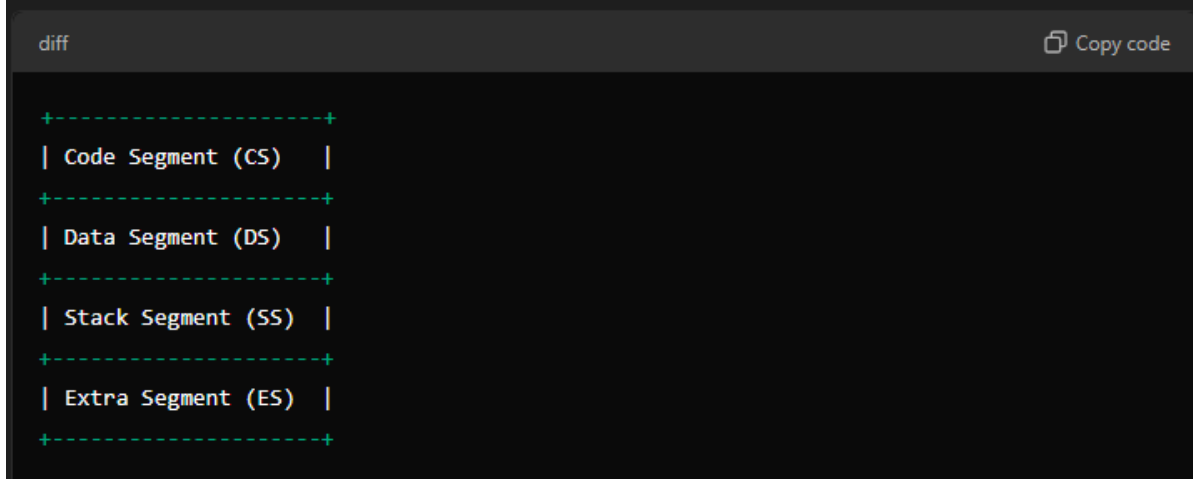 diff
Copy code
+---------------------+
| Code Segment (CS)   |
+---------------------+
| Data Segment (DS)   |
+---------------------+
| Stack Segment (SS)  |
+---------------------+
| Extra Segment (ES)  |
+---------------------+